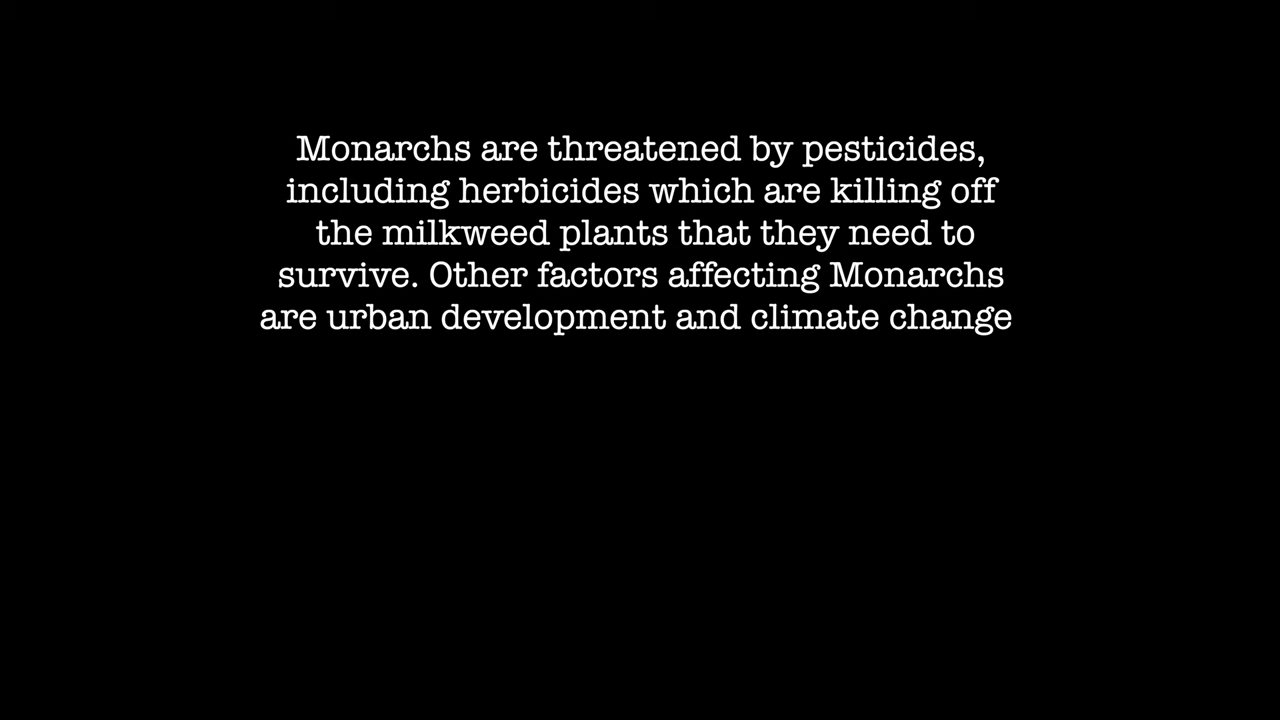 Monarchs are threatened by pesticides,
including herbicides which are killing off
the milkweed plants that they need to
survive. Other factors affecting Monarchs
are urban development and climate change